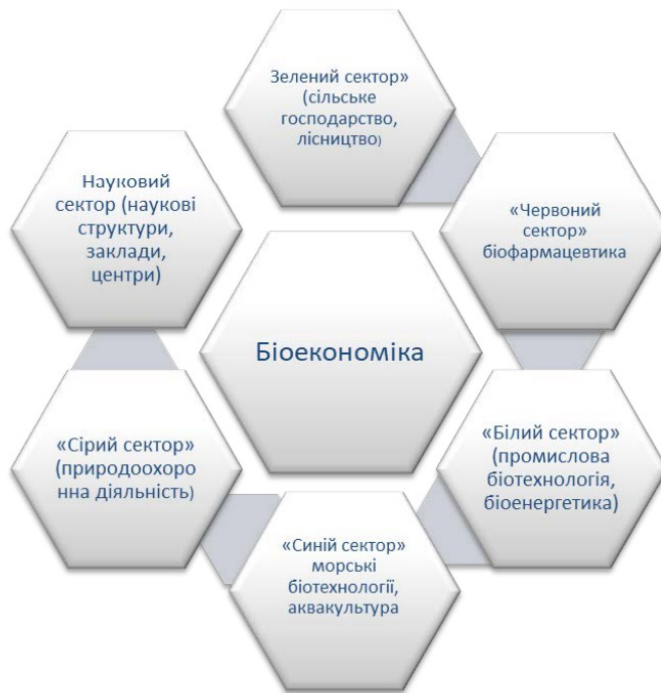 Зелений сектор»
(сільське
господарство,
лісництво)
«Червоний
сектор»
біофармацевтика
«Білий сектор»
(промислова
біотехнологія,
біоенергетика)
«Синій сектор»
морські
біотехнології,
аквакультура
«Сірий сектор»
(природоохоро
нна діяльність)
Науковий
сектор (наукові
структури,
заклади,
центри)
Біоекономіка